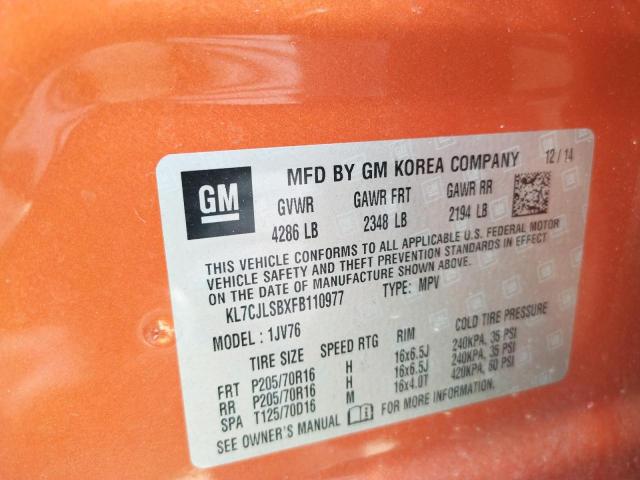 GM
MFD BY GM KOREA COMPANY 12/14
GVWR GAWR FRT GAWR RR
4286 LB 2348 LB 2194 LB
THIS VEHICLE CONFORMS TO ALL APPLICABLE U.S. FEDERAL MOTOR
VEHICLE SAFETY AND THEFT PREVENTION STANDARDS IN EFFECT
ON THE DATE OF MANUFACTURE SHOWN ABOVE.
KL7CJLSBXFB110977 TYPE: MPV
MODEL: 1JV76
TIRE SIZE SPEED RTG RIM COLD TIRE PRESSURE
FRT P205/70R16 H 16x6.5J 240KPA, 35 PSI
RR P205/70R16 H 16x6.5J 240KPA, 35 PSI
SPA T125/70D16 M 16x4.0T 420KPA, 60 PSI
SEE OWNER'S MANUAL FOR MORE INFORMATION.